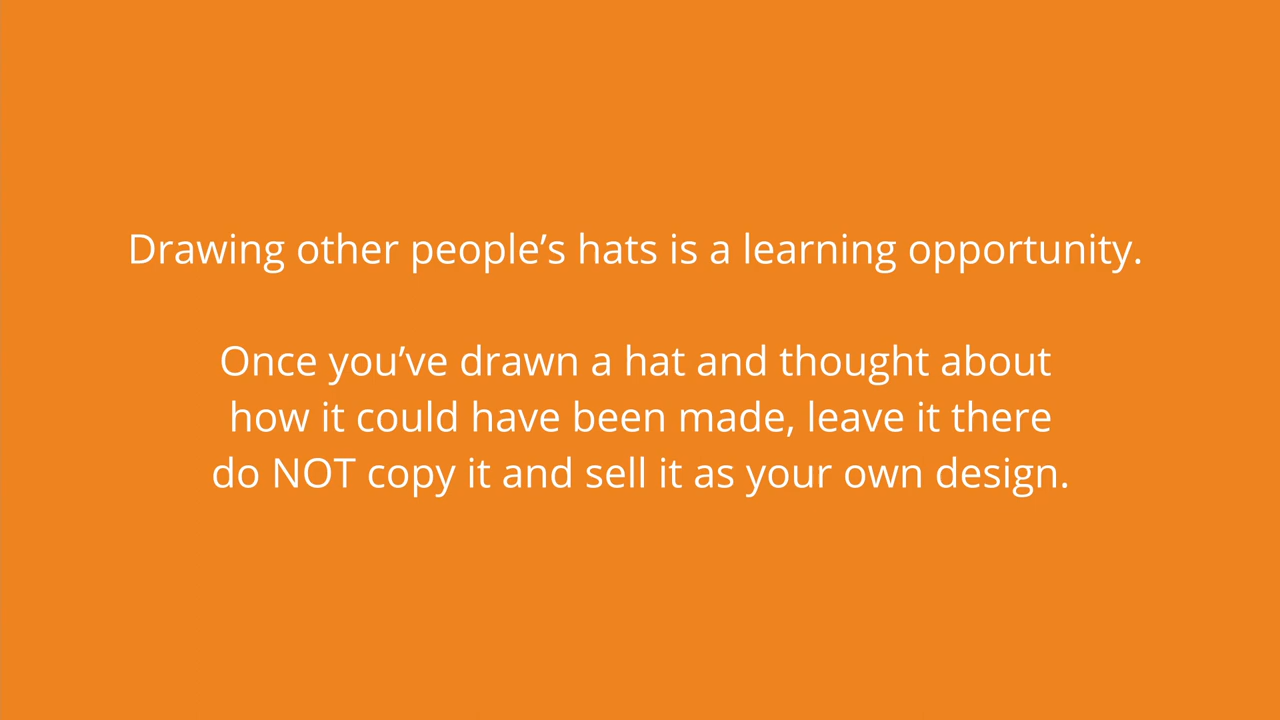 Drawing other people’s hats is a learning opportunity.
Once you’ve drawn a hat and thought about
how it could have been made, leave it there
do NOT copy it and sell it as your own design.